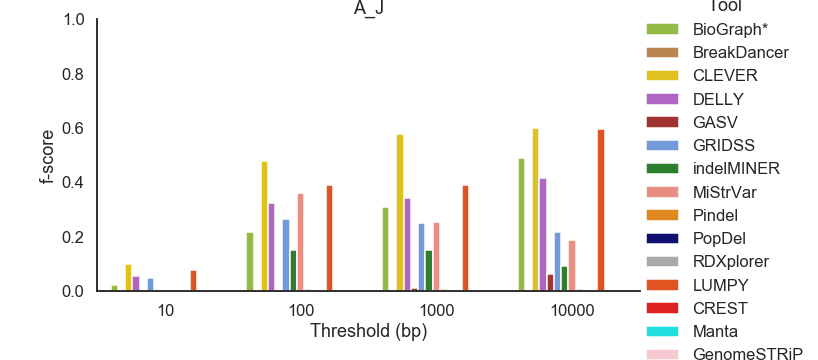 A_J
Tool
1.0
0.8
0.6
0.4
0.2
0.0
f-score
10
100
1000
10000
Threshold (bp)
BioGraph*
BreakDancer
CLEVER
DELLY
GASV
GRIDSS
indelMINER
MiStrVar
Pindel
PopDel
RDXplorer
LUMPY
CREST
Manta
GenomeSTRiP